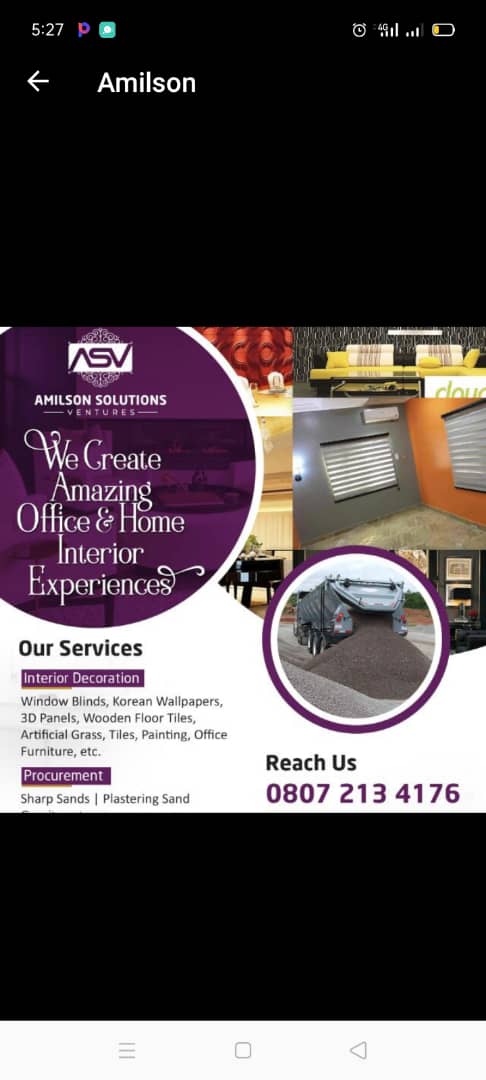 5:27
4G
Amilson
ASV
AMILSON SOLUTIONS
VENTURES
We Create
Amazing
Office & Home
Interior
Experiences
Our Services
Interior Decoration
Window Blinds, Korean Wallpapers,
3D Panels, Wooden Floor Tiles,
Artificial Grass, Tiles, Painting, Office
Furniture, etc.
Procurement
Sharp Sands | Plastering Sand
Reach Us
0807 213 4176